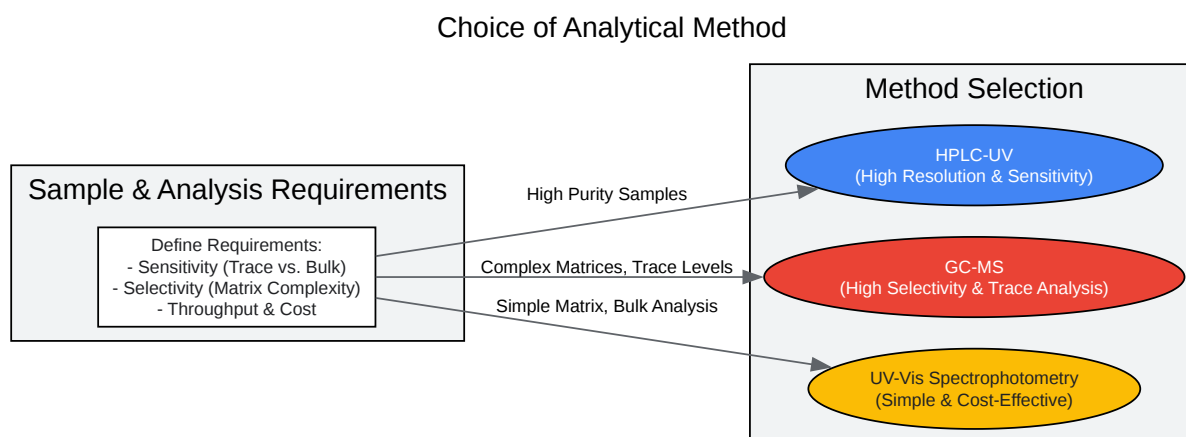 Choice of Analytical Method
Sample & Analysis Requirements
Define Requirements:
- Sensitivity (Trace vs. Bulk)
- Selectivity (Matrix Complexity)
- Throughput & Cost
High Purity Samples
Complex Matrices, Trace Levels
Simple Matrix, Bulk Analysis
Method Selection
HPLC-UV
(High Resolution & Sensitivity)
GC-MS
(High Selectivity & Trace Analysis)
UV-Vis Spectrophotometry
(Simple & Cost-Effective)